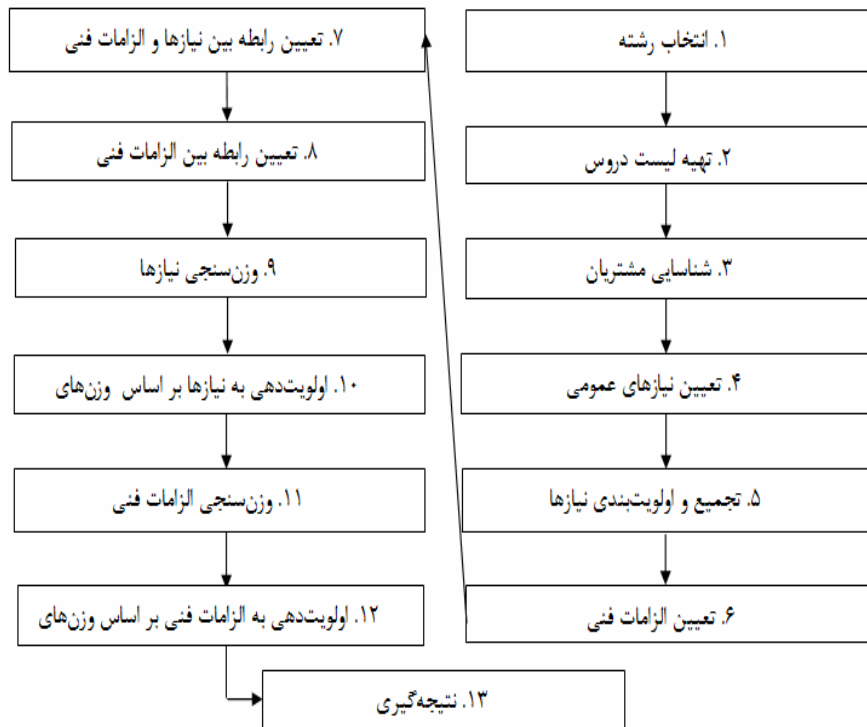 ۱. انتخاب رشته
۲. تهیه لیست دروس
۳. شناسایی مشتریان
۴. تعیین نیازهای عمومی
۵. تجمیع و اولویت‌بندی نیازها
۶. تعیین الزامات فنی
۷. تعیین رابطه بین نیازها و الزامات فنی
۸. تعیین رابطه بین الزامات فنی
۹. وزن‌سنجی نیازها
۱۰. اولویت‌دهی به نیازها بر اساس وزن‌های
۱۱. وزن‌سنجی الزامات فنی
۱۲. اولویت‌دهی به الزامات فنی بر اساس وزن‌های
۱۳. نتیجه‌گیری